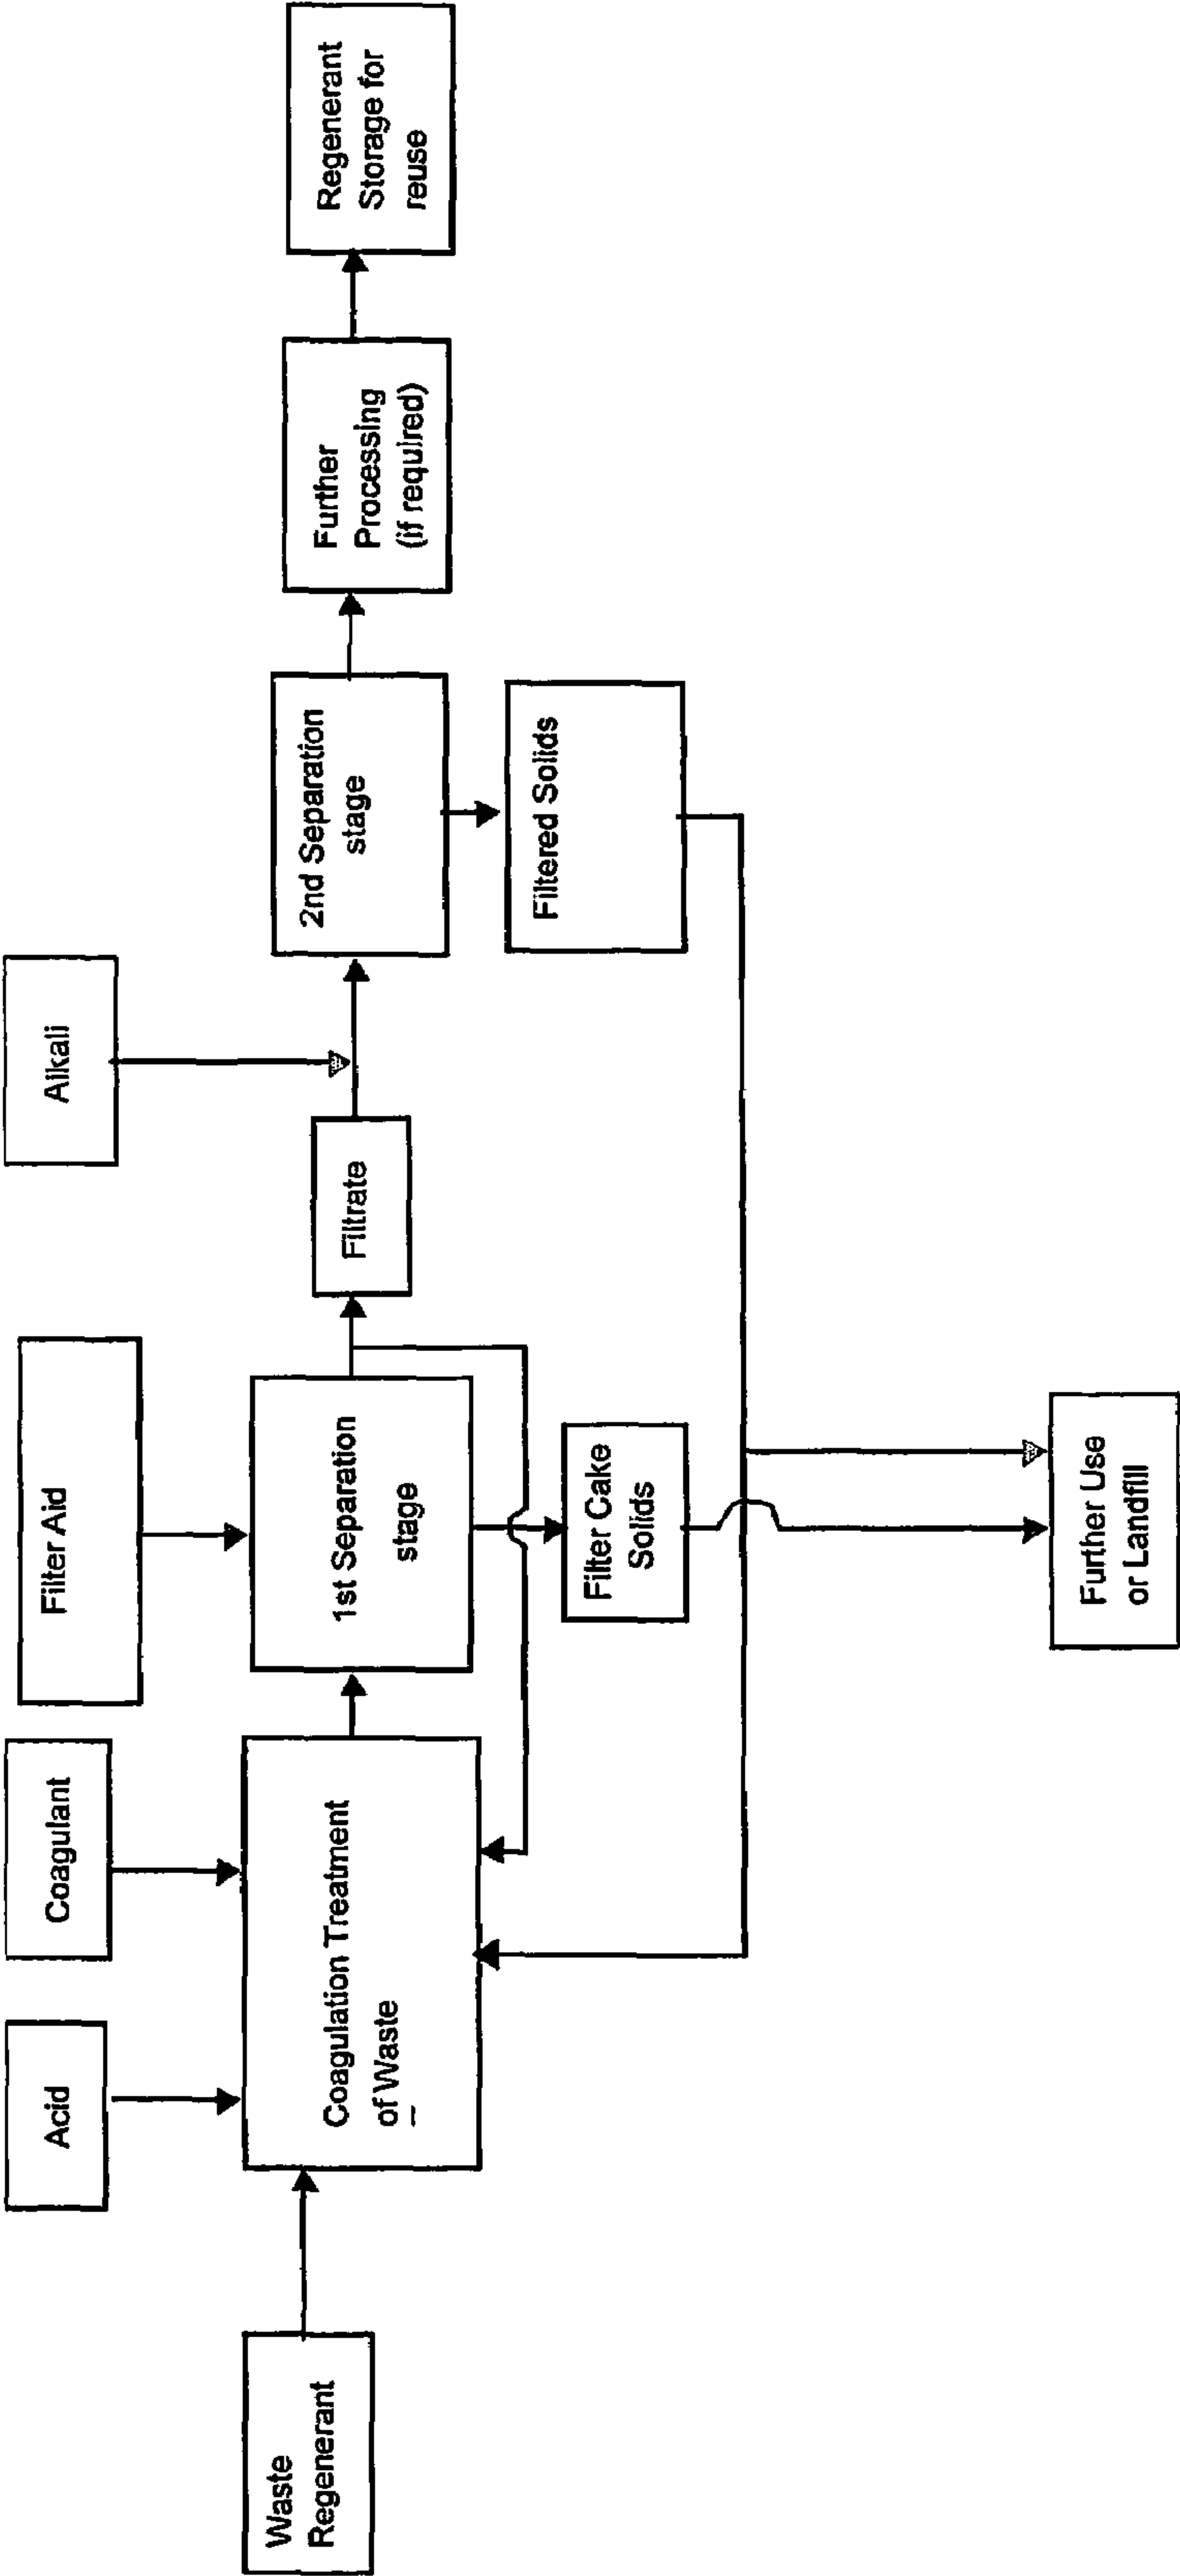 Acid
Coagulant
Filter Aid
Alkali
Waste
Regenerant
Coagulation Treatment
of Waste
1st Separation
stage
Filtrate
2nd Separation
stage
Further
Processing
(if required)
Regenerant
Storage for
reuse
Filter Cake
Solids
Filtered Solids
Further Use
or Landfill